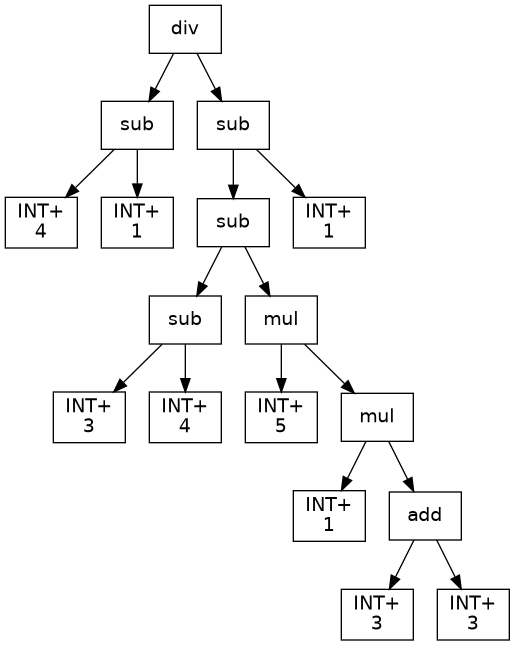 div
sub
sub
INT+
4
INT+
1
sub
INT+
1
sub
mul
INT+
3
INT+
4
INT+
5
mul
INT+
1
add
INT+
3
INT+
3